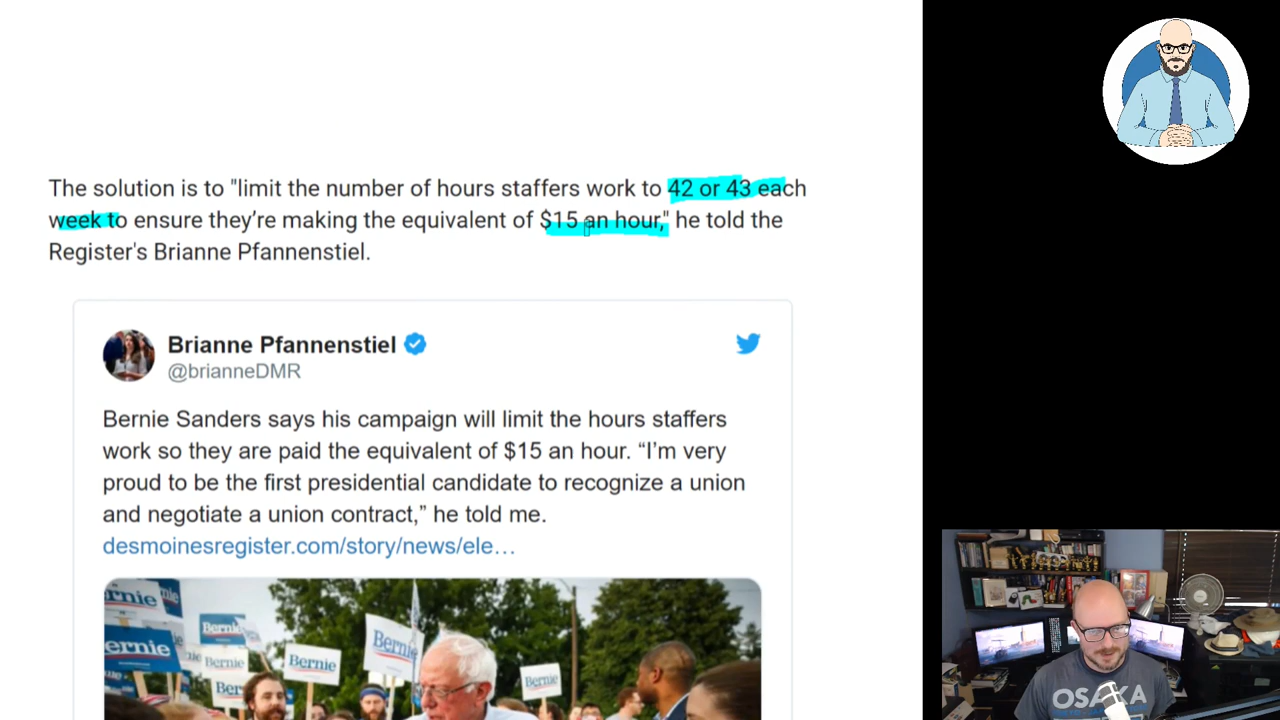 The solution is to "limit the number of hours staffers work to 42 or 43 each
week to ensure they’re making the equivalent of $15 an hour," he told the
Register's Brianne Pfannenstiel.
Brianne Pfannenstiel
@brianneDMR
Bernie Sanders says his campaign will limit the hours staffers
work so they are paid the equivalent of $15 an hour. “I’m very
proud to be the first presidential candidate to recognize a union
and negotiate a union contract,” he told me.
desmoinesregister.com/story/news/ele…
rnie
Bernie
Bernie
ernie
Bernie
Bernie
Ber
Bernie
OSAKA